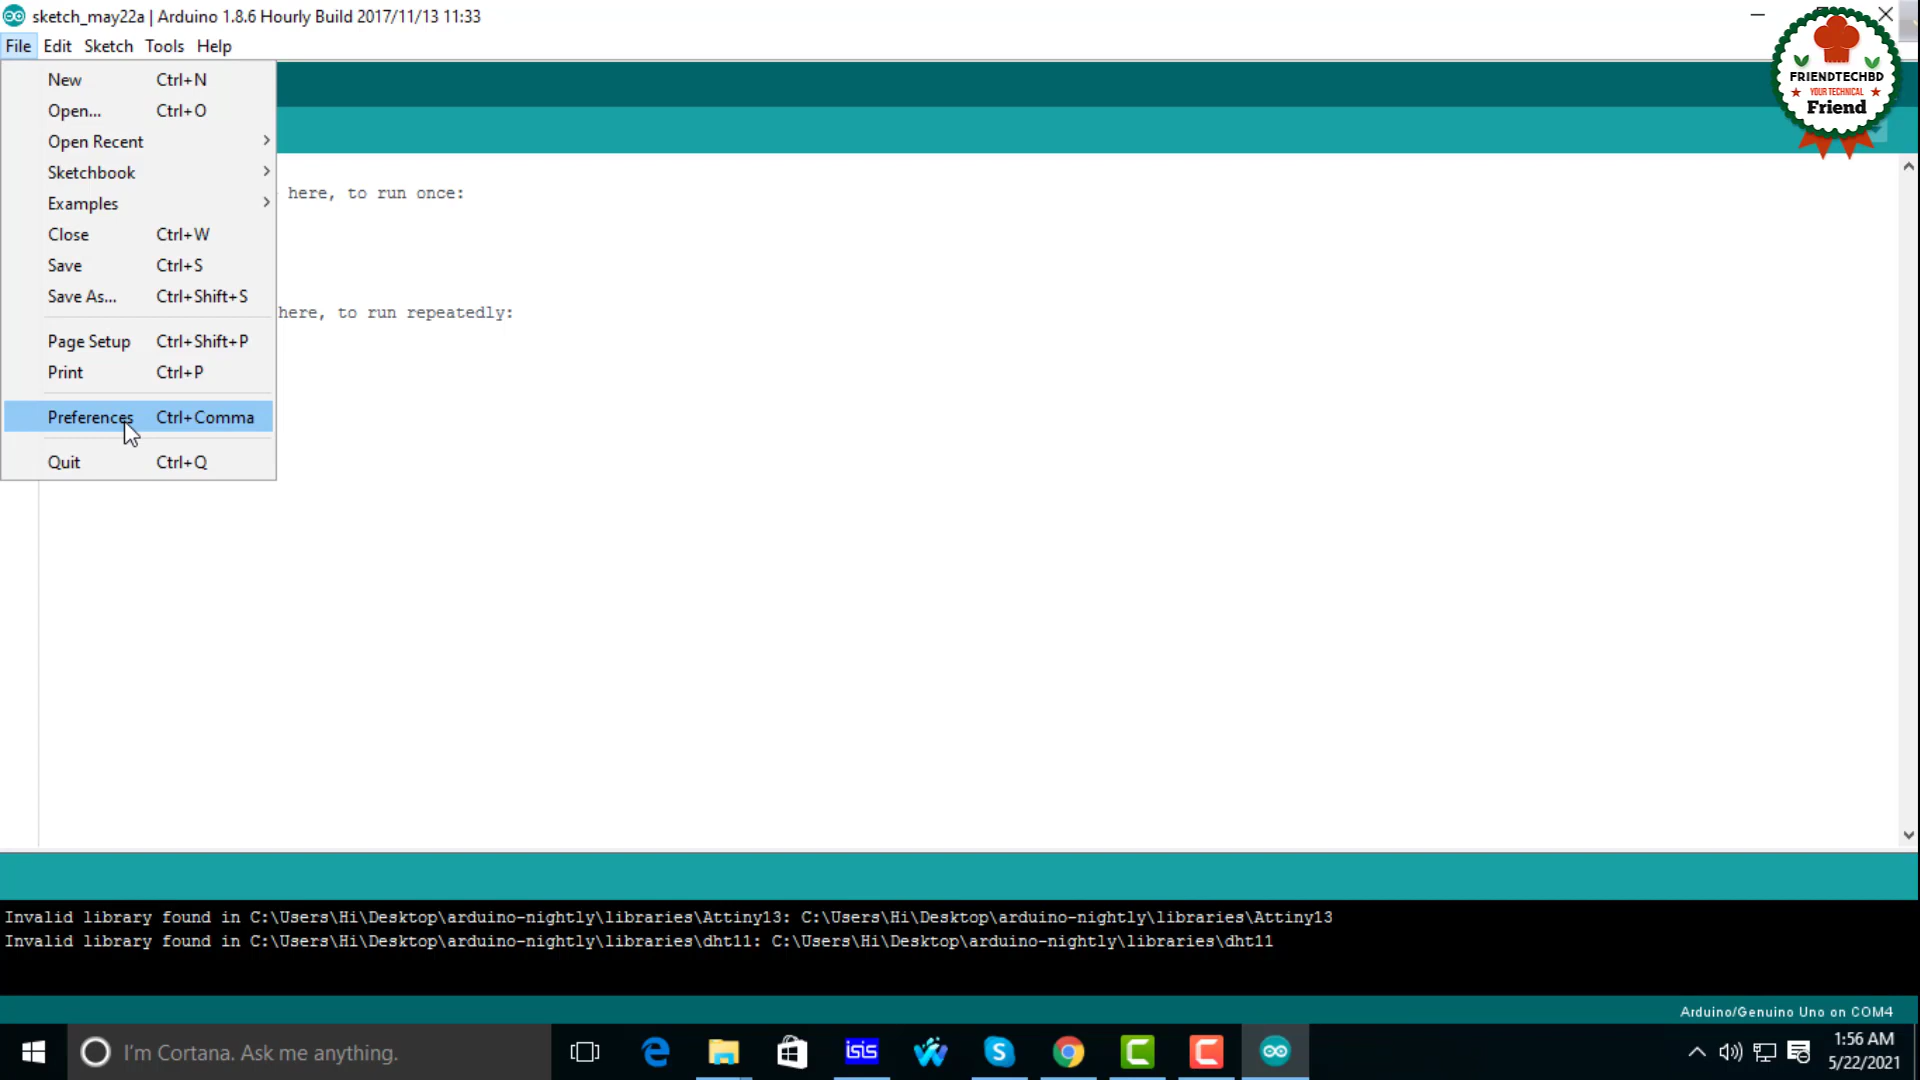 sketch_may22a | Arduino 1.8.6 Hourly Build 2017/11/13 11:33
File Edit Sketch Tools Help
New Ctrl+N
Open... Ctrl+O
Open Recent
Sketchbook
Examples
Close Ctrl+W
Save Ctrl+S
Save As... Ctrl+Shift+S
Page Setup Ctrl+Shift+P
Print Ctrl+P
Preferences Ctrl+Comma
Quit Ctrl+Q
here, to run once:
here, to run repeatedly:
FRIENDTECHBD
YOUR TECHNICAL
Friend
Invalid library found in C:\Users\Hi\Desktop\arduino-nightly\libraries\Attiny13: C:\Users\Hi\Desktop\arduino-nightly\libraries\Attiny13
Invalid library found in C:\Users\Hi\Desktop\arduino-nightly\libraries\dht11: C:\Users\Hi\Desktop\arduino-nightly\libraries\dht11
Arduino/Genuino Uno on COM4
I'm Cortana. Ask me anything.
isis
1:56 AM
5/22/2021